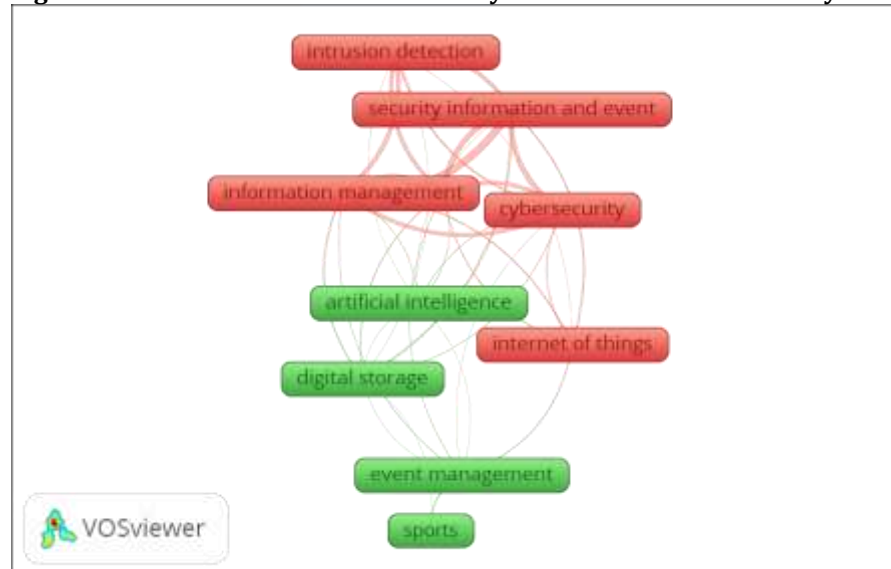 intrusion detection
security information and event
information management
cybersecurity
artificial intelligence
internet of things
digital storage
event management
sports
VOSviewer